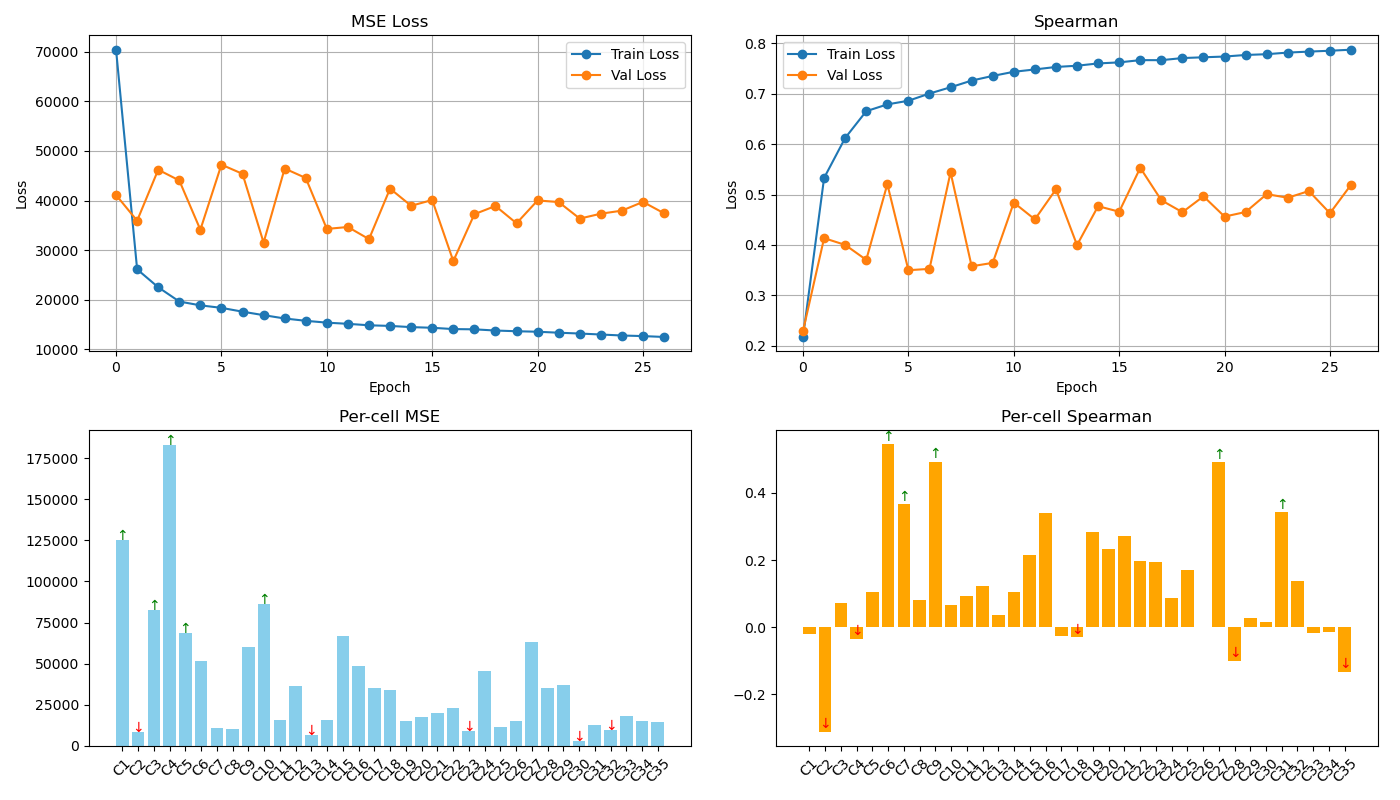 MSE Loss
70000
60000
50000
40000
30000
20000
10000
Loss
Train Loss
Val Loss
0 5 10 15 20 25
Epoch
Spearman
0.8
0.7
0.6
0.5
0.4
0.3
0.2
Loss
Train Loss
Val Loss
0 5 10 15 20 25
Epoch
Per-cell MSE
175000
150000
125000
100000
75000
50000
25000
0
↑ ↓ ↑ ↑ ↑ ↑ ↓ ↓ ↓ ↓
C1 C2 C3 C4 C5 C6 C7 C8 C9 C10 C11 C12 C13 C14 C15 C16 C17 C18 C19 C20 C21 C22 C23 C24 C25 C26 C27 C28 C29 C30 C31 C32 C33 C34 C35
Per-cell Spearman
0.4
0.2
0.0
−0.2
↓ ↓ ↑ ↑ ↑ ↓ ↑ ↓ ↑ ↓
C1 C2 C3 C4 C5 C6 C7 C8 C9 C10 C11 C12 C13 C14 C15 C16 C17 C18 C19 C20 C21 C22 C23 C24 C25 C26 C27 C28 C29 C30 C31 C32 C33 C34 C35